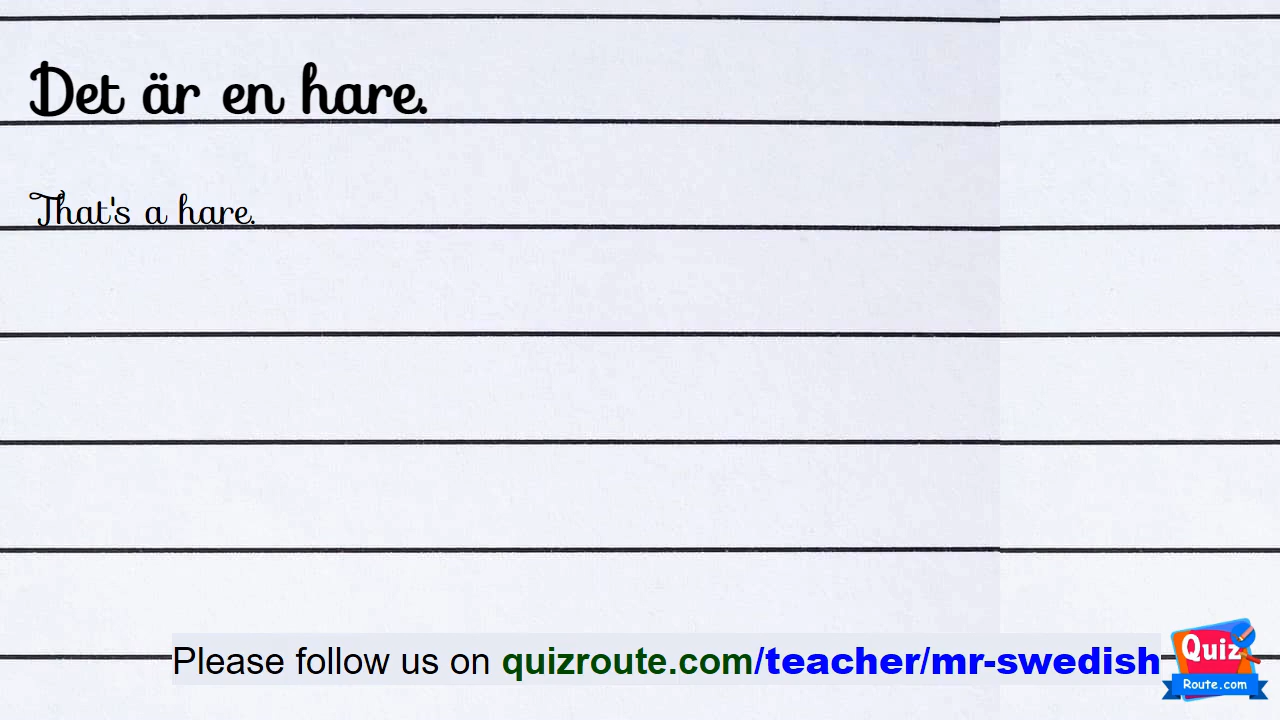 Det är en hare.
That's a hare.
Please follow us on quizroute.com/teacher/mr-swedish
Quiz
Route.com